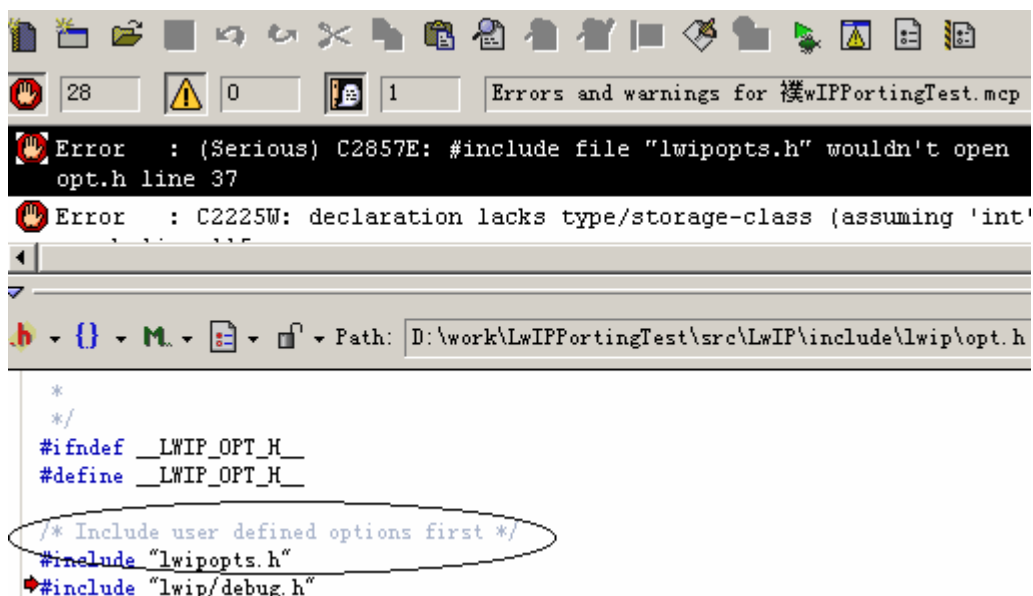 28
0
1
Errors and warnings for 襆wIPPortingTest.mcp
Error : (Serious) C2857E: #include file "lwipopts.h" wouldn't open
opt.h line 37
Error : C2225W: declaration lacks type/storage-class (assuming 'int'
.h {} M. Path: D:\work\LwIPPortingTest\src\LwIP\include\lwip\opt.h
*
*/
#ifndef __LWIP_OPT_H__
#define __LWIP_OPT_H__
/* Include user defined options first */
#include "lwipopts.h"
#include "lwip/debug.h"